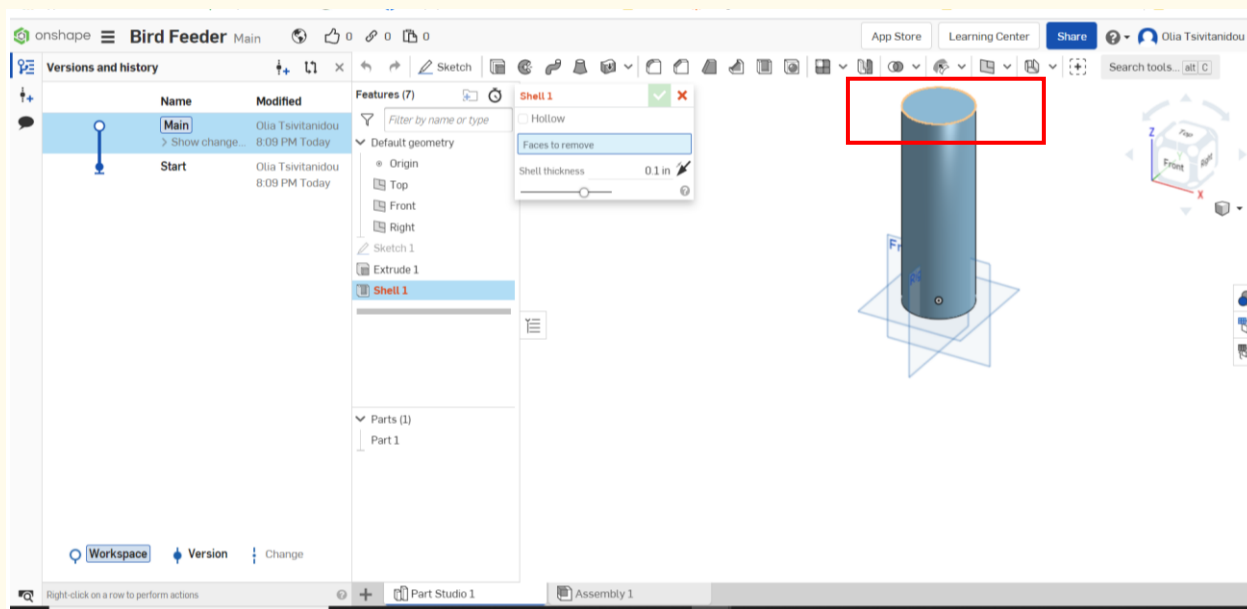 onshape Bird Feeder Main 0 0 0 App Store Learning Center Share Olia Tsivitanidou
Versions and history
Sketch
Search tools... alt C
Name Modified
Main Olia Tsivitanidou
> Show change... 8:09 PM Today
Start Olia Tsivitanidou
8:09 PM Today
Features (7)
Filter by name or type
Default geometry
Origin
Top
Front
Right
Sketch 1
Extrude 1
Shell 1
Parts (1)
Part 1
Shell 1
Hollow
Faces to remove
Shell thickness 0.1 in
Fr
Z
Top
Front
Right
X
Workspace Version Change
Right-click on a row to perform actions
Part Studio 1 Assembly 1